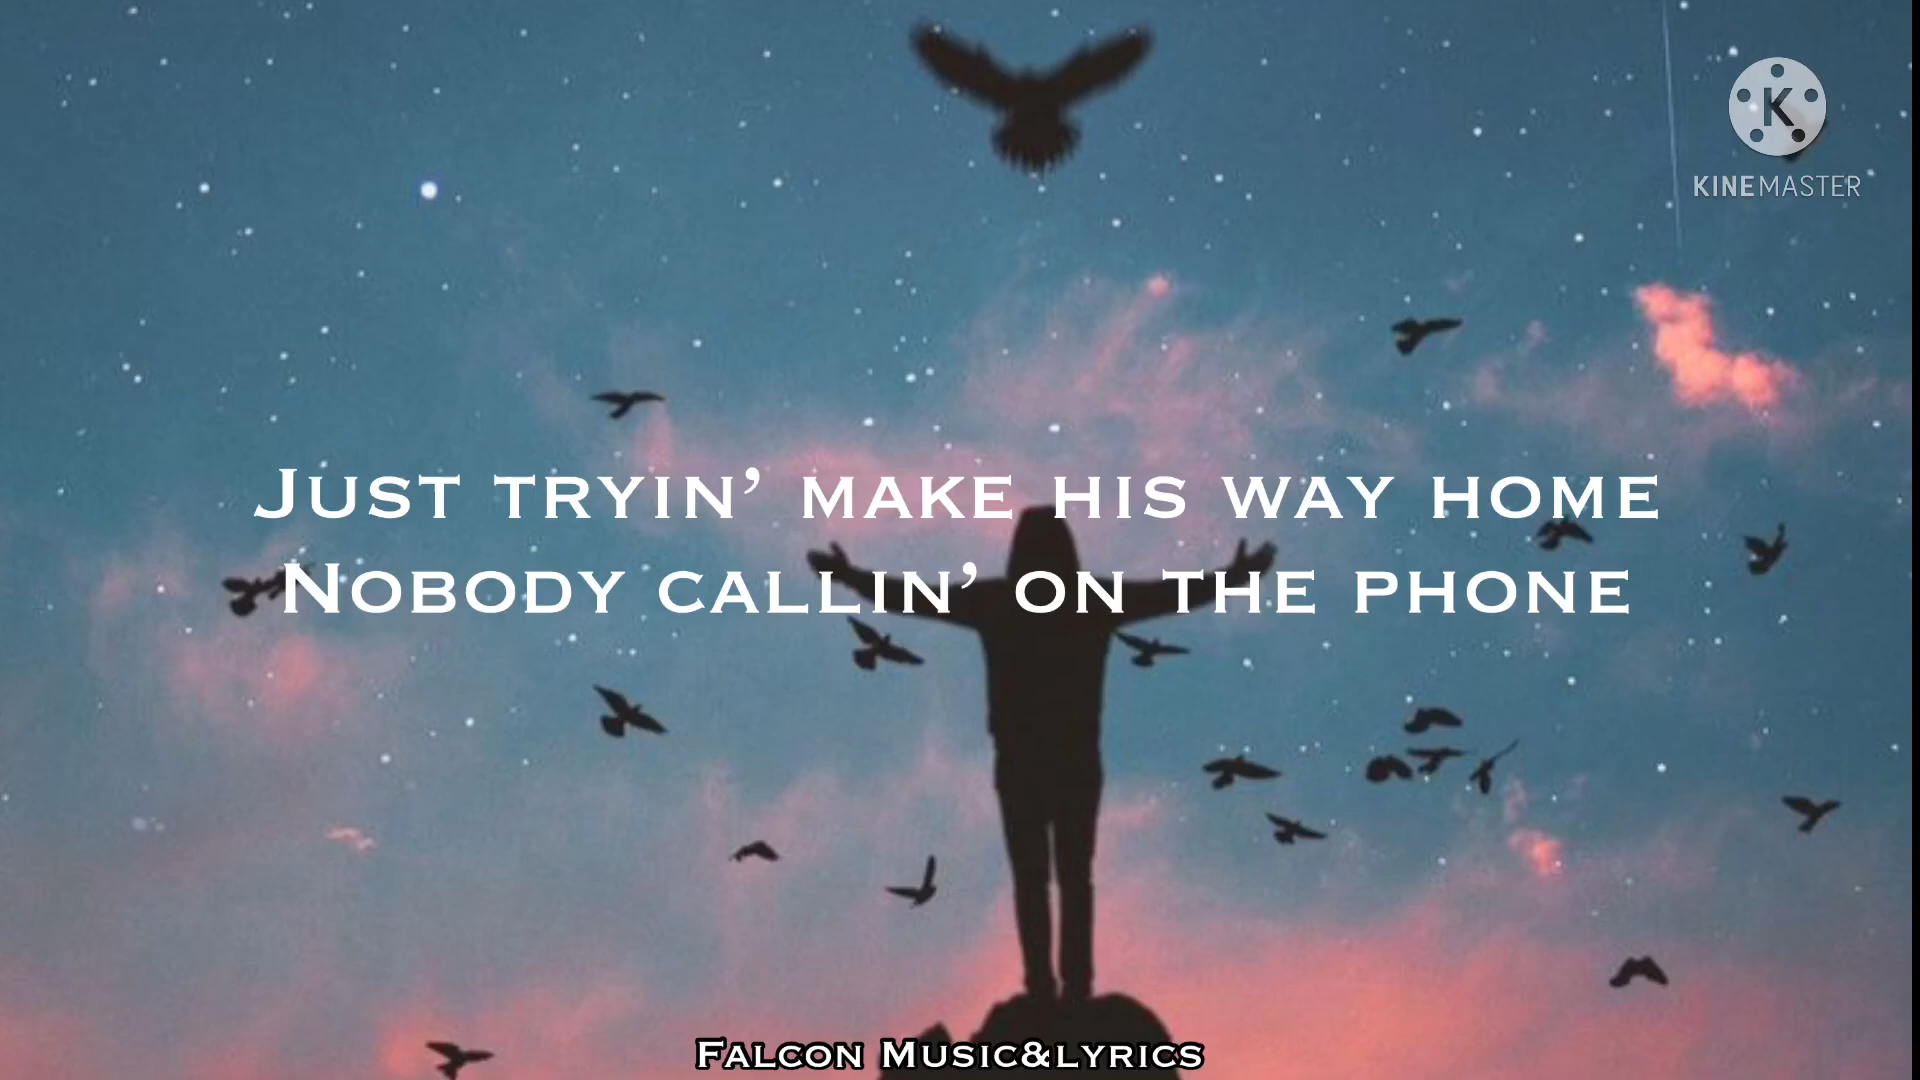 K
KINEMASTER
Just tryin’ make his way home
Nobody callin’ on the phone
Falcon Music&lyrics